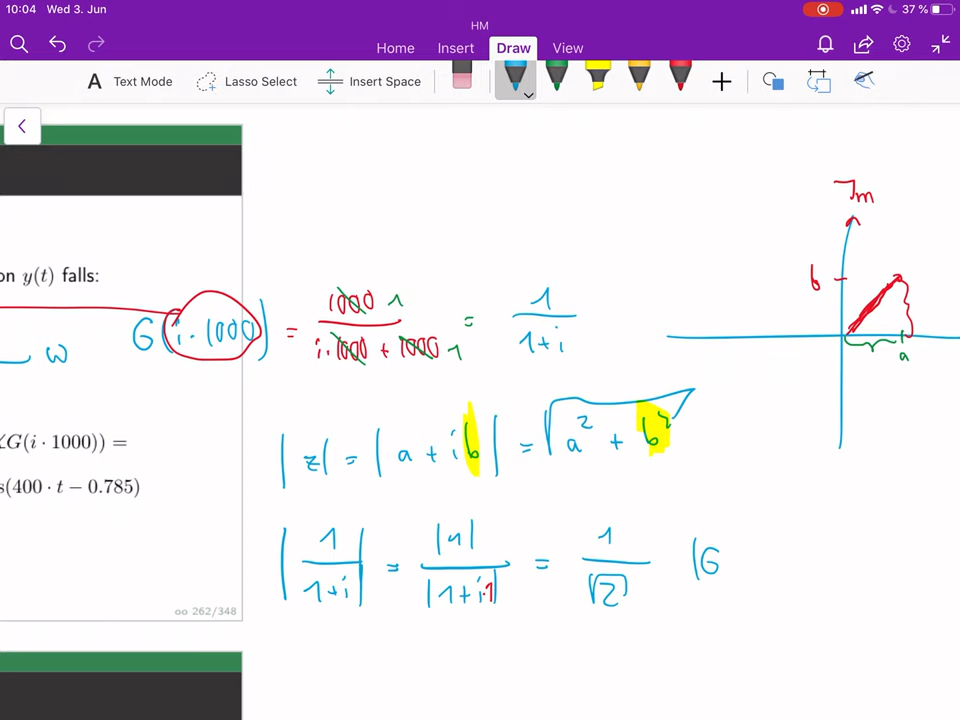 10:04 Wed 3. Jun
37 %
HM
Home Insert Draw View
A Text Mode Lasso Select Insert Space
Im
on y(t) falls:
b
G(i · 1000) = 1000 1 / i · 1000 + 1000 1 = 1 / 1+i
ω
a
∠G(i · 1000)) =
|z| = |a + ib| = √a² + b²
s(400 · t − 0.785)
|1 / 1+i| = |1| / |1+i·1| = 1 / √2 |G
oo 262/348